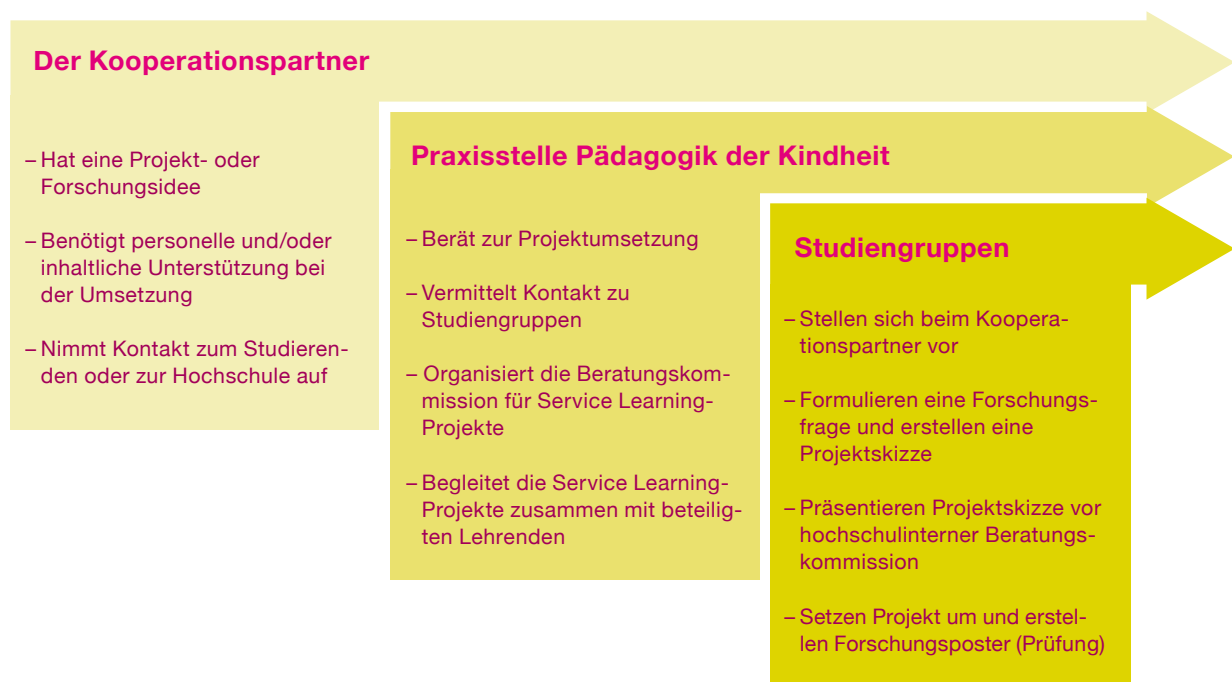 Der Kooperationspartner
– Hat eine Projekt- oder
Forschungsidee
– Benötigt personelle und/oder
inhaltliche Unterstützung bei
der Umsetzung
– Nimmt Kontakt zum Studieren-
den oder zur Hochschule auf
Praxisstelle Pädagogik der Kindheit
– Berät zur Projektumsetzung
– Vermittelt Kontakt zu
Studiengruppen
– Organisiert die Beratungskom-
mission für Service Learning-
Projekte
– Begleitet die Service Learning-
Projekte zusammen mit beteilig-
ten Lehrenden
Studiengruppen
– Stellen sich beim Koopera-
tionspartner vor
– Formulieren eine Forschungs-
frage und erstellen eine
Projektskizze
– Präsentieren Projektskizze vor
hochschulinterner Beratungs-
kommission
– Setzen Projekt um und erstel-
len Forschungsposter (Prüfung)